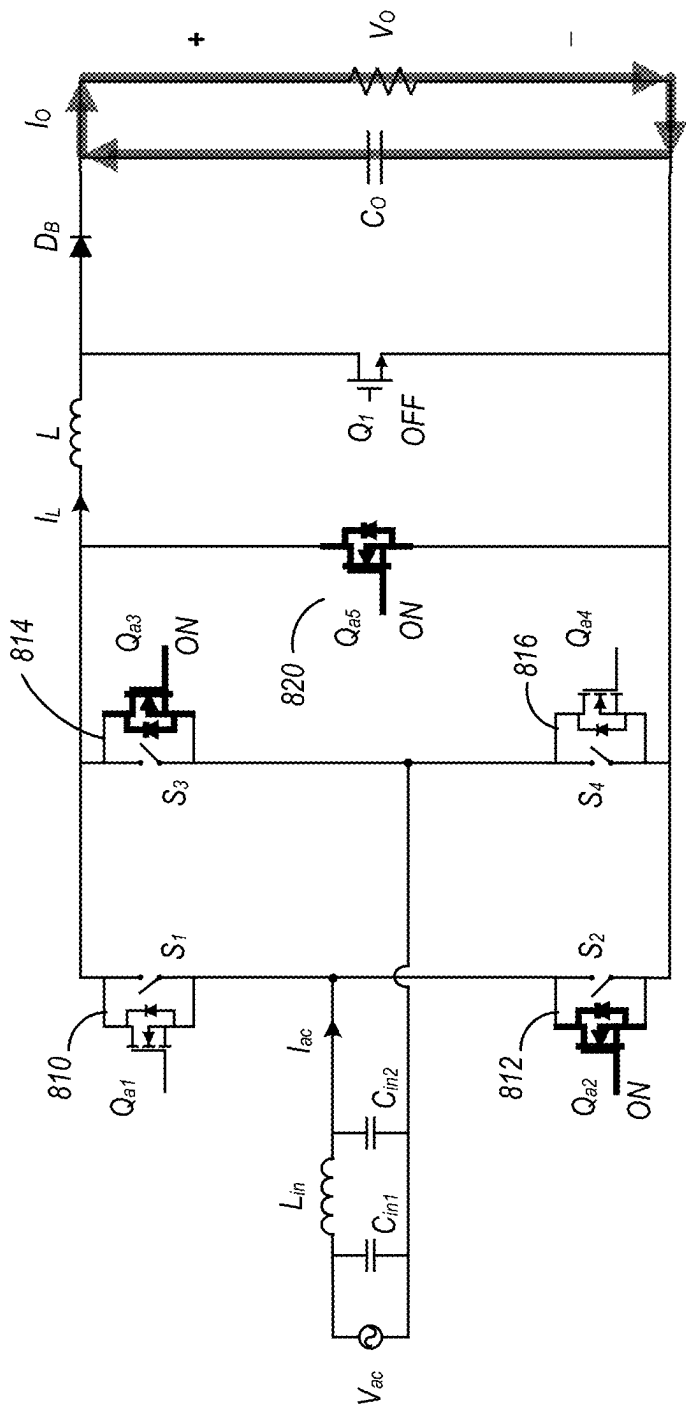 Vac
Cin1
Lin
Cin2
Iac
810
Qa1
S1
812
Qa2
ON
S2
814
Qa3
ON
S3
816
Qa4
S4
820
Qa5
ON
IL
L
Q1
OFF
DB
CO
IO
+
VO
–